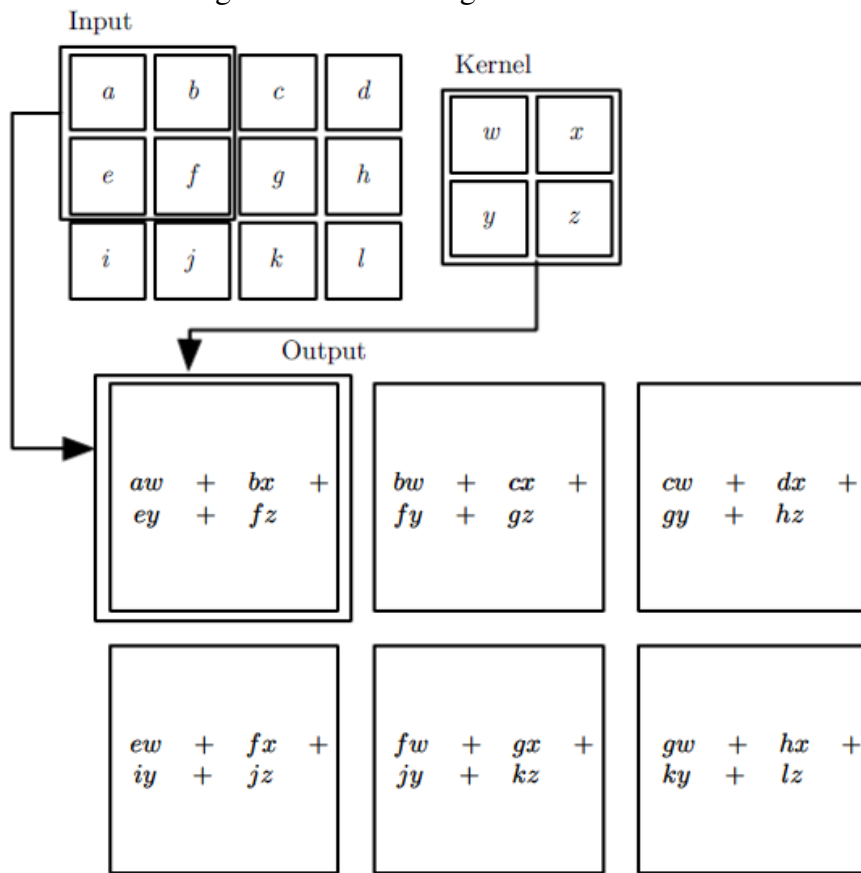 Input
a b c d
Kernel
w x
e f g h
y z
i j k l
Output
aw + bx +
ey + fz
bw + cx +
fy + gz
cw + dx +
gy + hz
ew + fx +
iy + jz
fw + gx +
jy + kz
gw + hx +
ky + lz